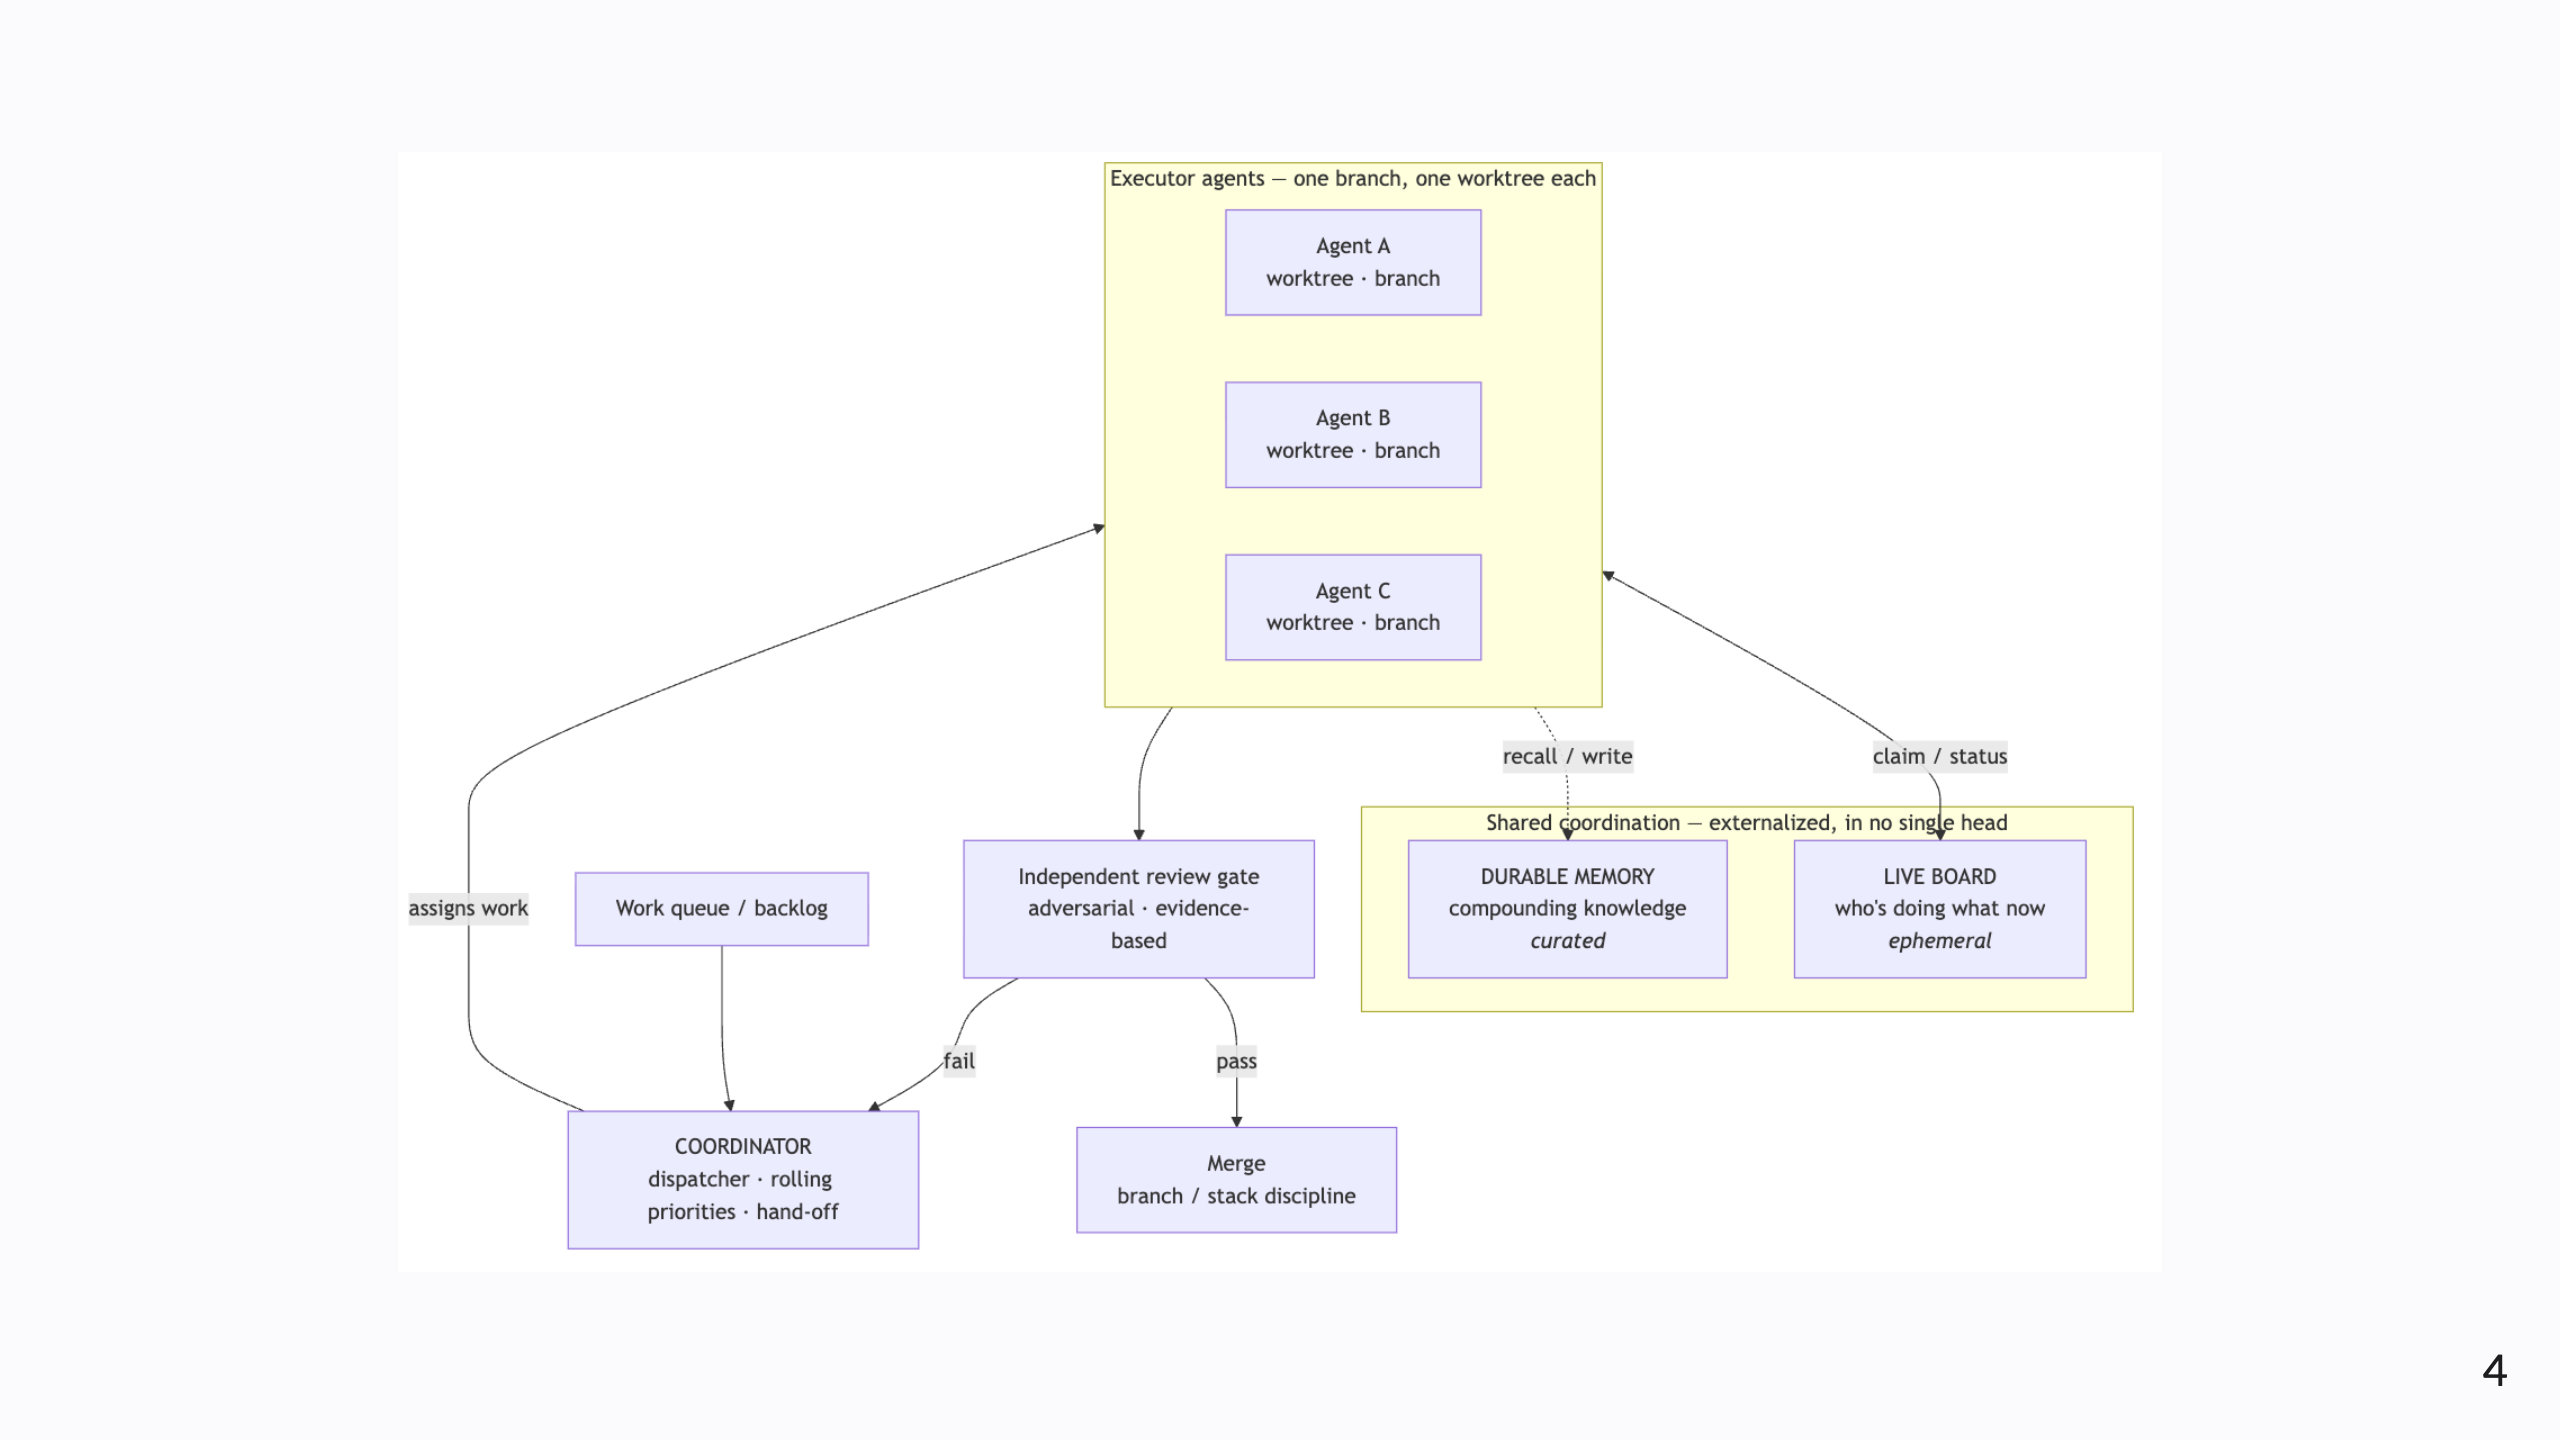 Executor agents — one branch, one worktree each
Agent A
worktree · branch
Agent B
worktree · branch
Agent C
worktree · branch
recall / write
claim / status
Shared coordination — externalized, in no single head
assigns work
Work queue / backlog
Independent review gate
adversarial · evidence-
based
DURABLE MEMORY
compounding knowledge
curated
LIVE BOARD
who's doing what now
ephemeral
fail
pass
COORDINATOR
dispatcher · rolling
priorities · hand-off
Merge
branch / stack discipline
4